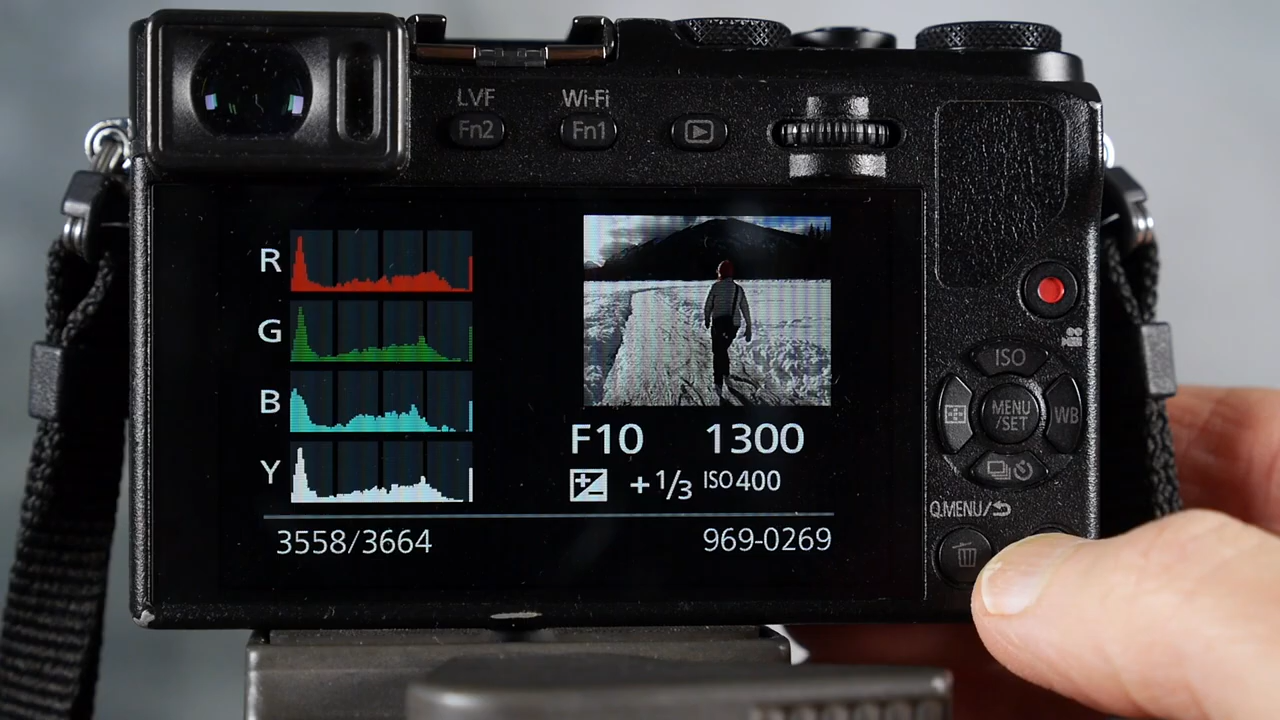 LVF Wi-Fi
Fn2 Fn1
R
G
B
Y
F10 1300
+1/3 ISO400
3558/3664 969-0269
ISO
MENU
/SET
WB
Q.MENU/